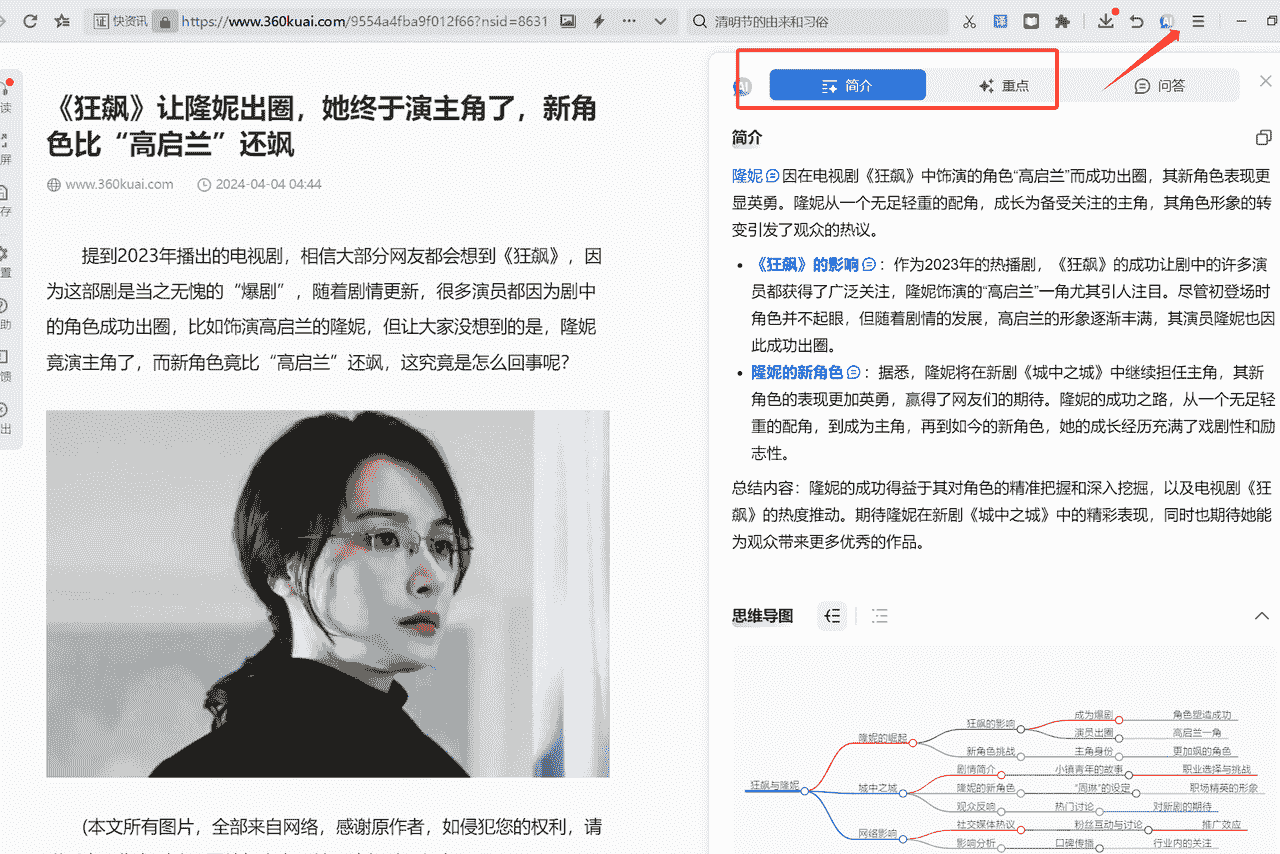 快资讯 https://www.360kuai.com/9554a4fba9f012f66?nsid=8631
清明节的由来和习俗
《狂飙》让隆妮出圈，她终于演主角了，新角
色比“高启兰”还飒
www.360kuai.com 2024-04-04 04:44
提到2023年播出的电视剧，相信大部分网友都会想到《狂飙》，因
为这部剧是当之无愧的“爆剧”，随着剧情更新，很多演员都因为剧中
的角色成功出圈，比如饰演高启兰的隆妮，但让大家没想到的是，隆妮
竟演主角了，而新角色竟比“高启兰”还飒，这究竟是怎么回事呢?
(本文所有图片，全部来自网络，感谢原作者，如侵犯您的权利，请
读
屏
存
置
助
馈
出
简介 重点 问答
简介
隆妮因在电视剧《狂飙》中饰演的角色“高启兰”而成功出圈，其新角色表现更
显英勇。隆妮从一个无足轻重的配角，成长为备受关注的主角，其角色形象的转
变引发了观众的热议。
• 《狂飙》的影响：作为2023年的热播剧，《狂飙》的成功让剧中的许多演
员都获得了广泛关注，隆妮饰演的“高启兰”一角尤其引人注目。尽管初登场时
角色并不起眼，但随着剧情的发展，高启兰的形象逐渐丰满，其演员隆妮也因
此成功出圈。
• 隆妮的新角色：据悉，隆妮将在新剧《城中之城》中继续担任主角，其新
角色的表现更加英勇，赢得了网友们的期待。隆妮的成功之路，从一个无足轻
重的配角，到成为主角，再到如今的新角色，她的成长经历充满了戏剧性和励
志性。
总结内容：隆妮的成功得益于其对角色的精准把握和深入挖掘，以及电视剧《狂
飙》的热度推动。期待隆妮在新剧《城中之城》中的精彩表现，同时也期待她能
为观众带来更多优秀的作品。
思维导图
狂飙与隆妮
隆妮的崛起
狂飙的影响 成为爆剧 角色塑造成功
演员出圈 高启兰一角
新角色挑战 主角身份 更加飒的角色
城中之城
剧情简介 小镇青年的故事 职业选择与挑战
隆妮的新角色 “周琳”的设定 职场精英的形象
观众反响 热门讨论 对新剧的期待
网络影响
社交媒体热议 粉丝互动与讨论 推广效应
影响分析 口碑传播 行业内的关注